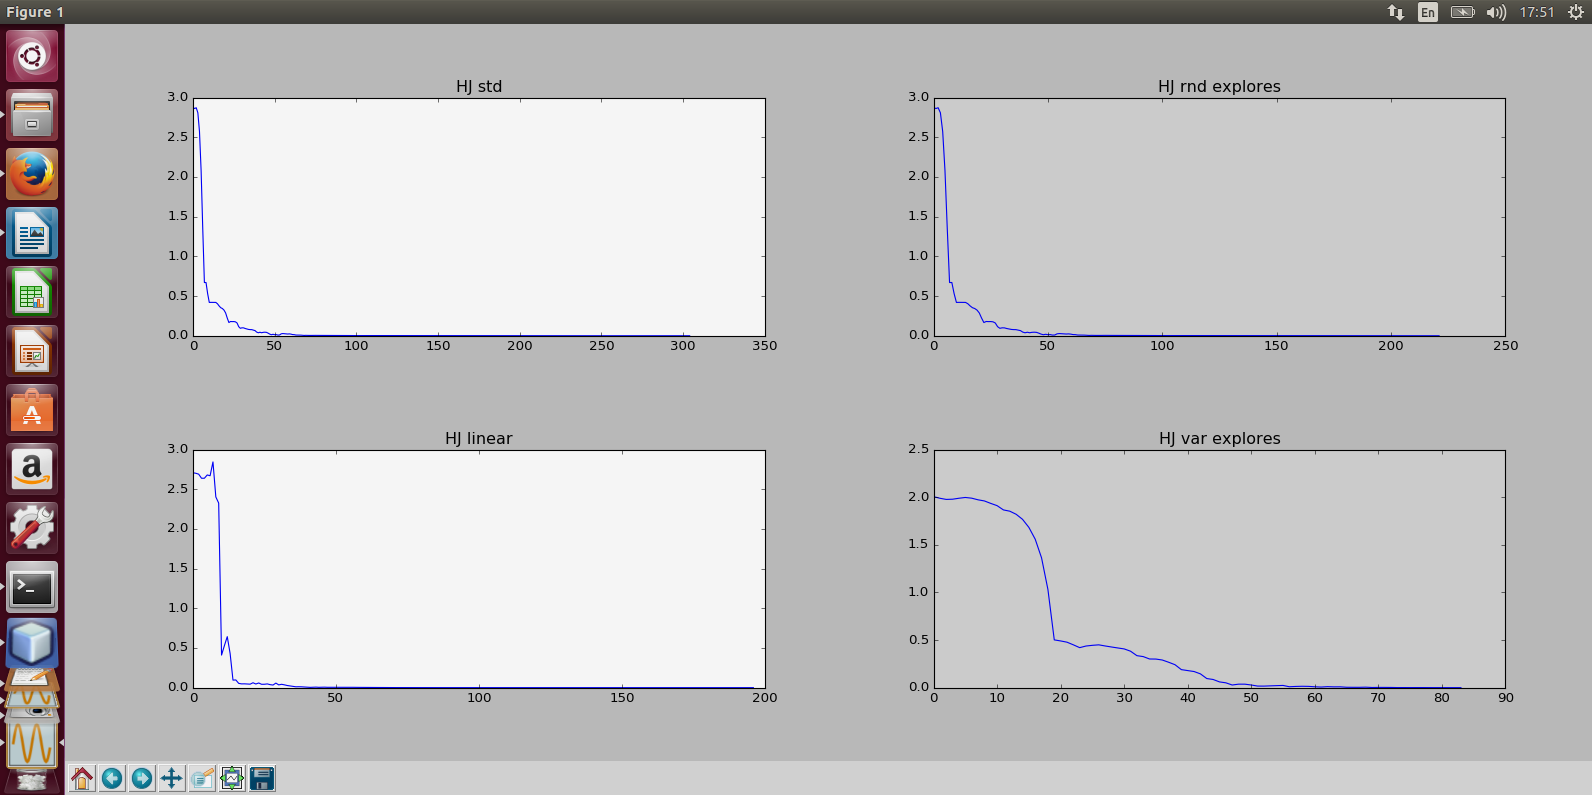 Figure 1
En
17:51
HJ std
3.0
2.5
2.0
1.5
1.0
0.5
0.0
0 50 100 150 200 250 300 350
HJ rnd explores
3.0
2.5
2.0
1.5
1.0
0.5
0.0
0 50 100 150 200 250
HJ linear
3.0
2.5
2.0
1.5
1.0
0.5
0.0
0 50 100 150 200
HJ var explores
2.5
2.0
1.5
1.0
0.5
0.0
0 10 20 30 40 50 60 70 80 90